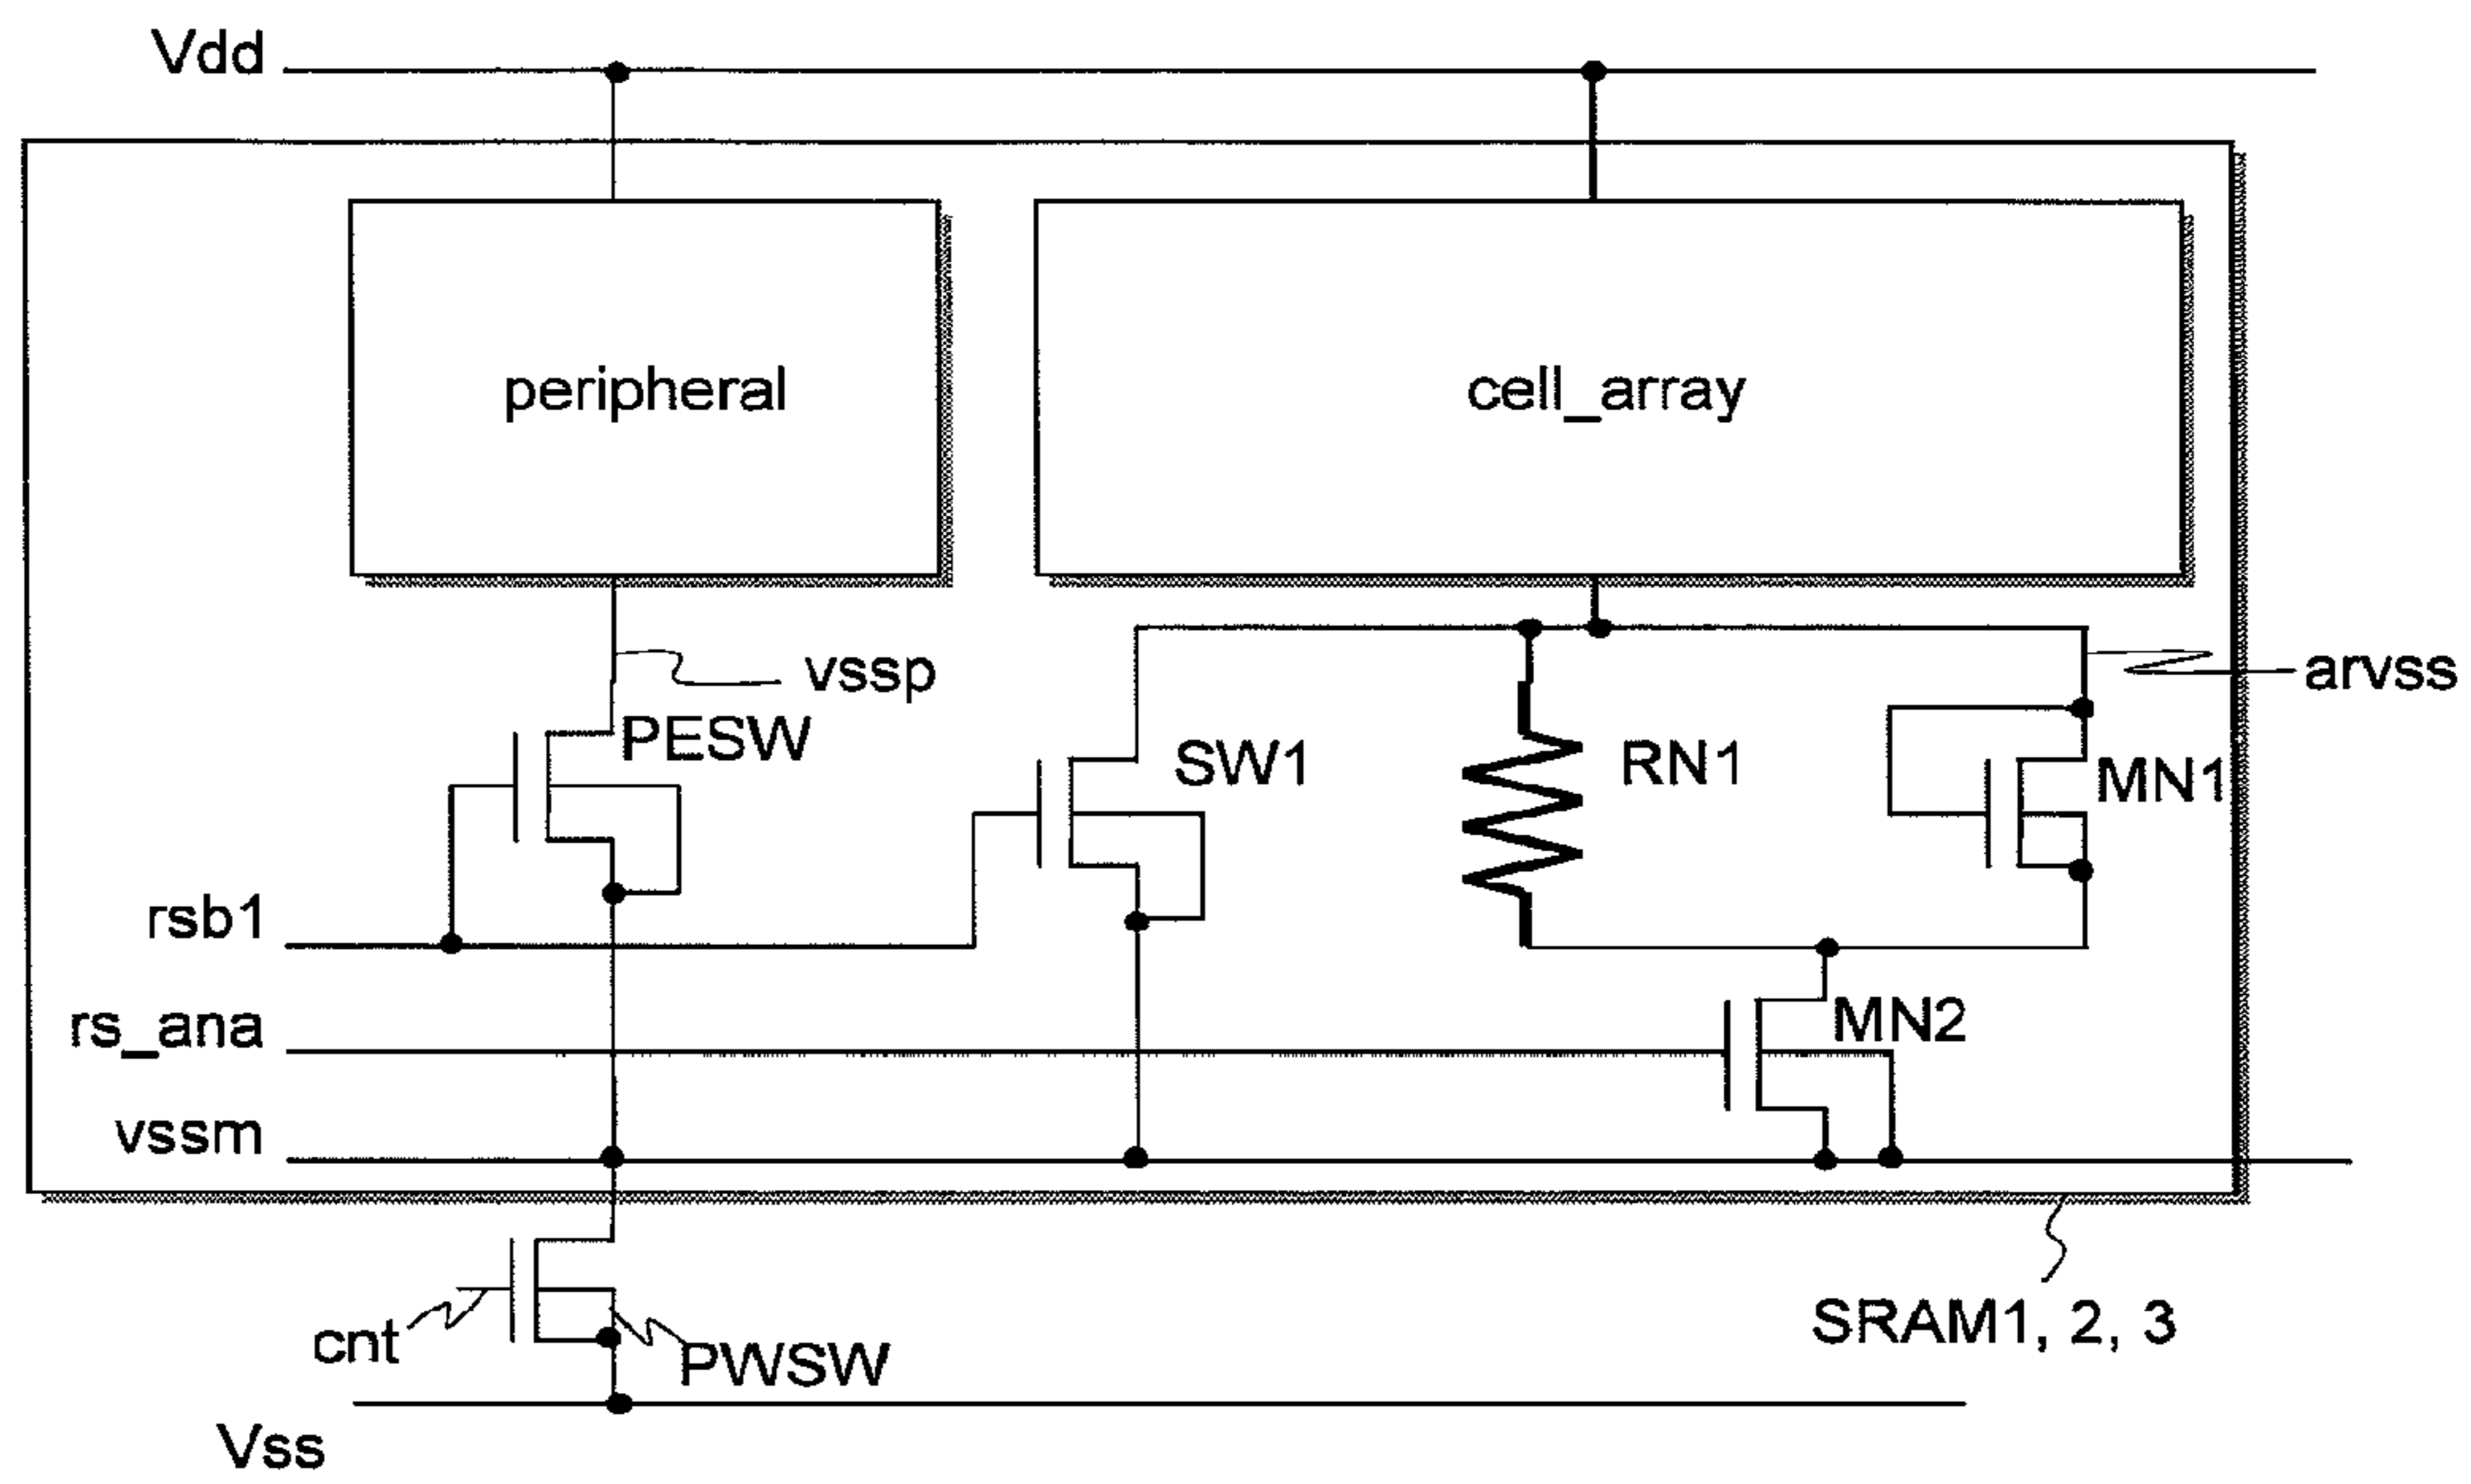 Vdd
peripheral
cell_array
vssp
arvss
PESW
SW1
RN1
MN1
rsb1
rs_ana
MN2
vssm
cnt
PWSW
SRAM1, 2, 3
Vss